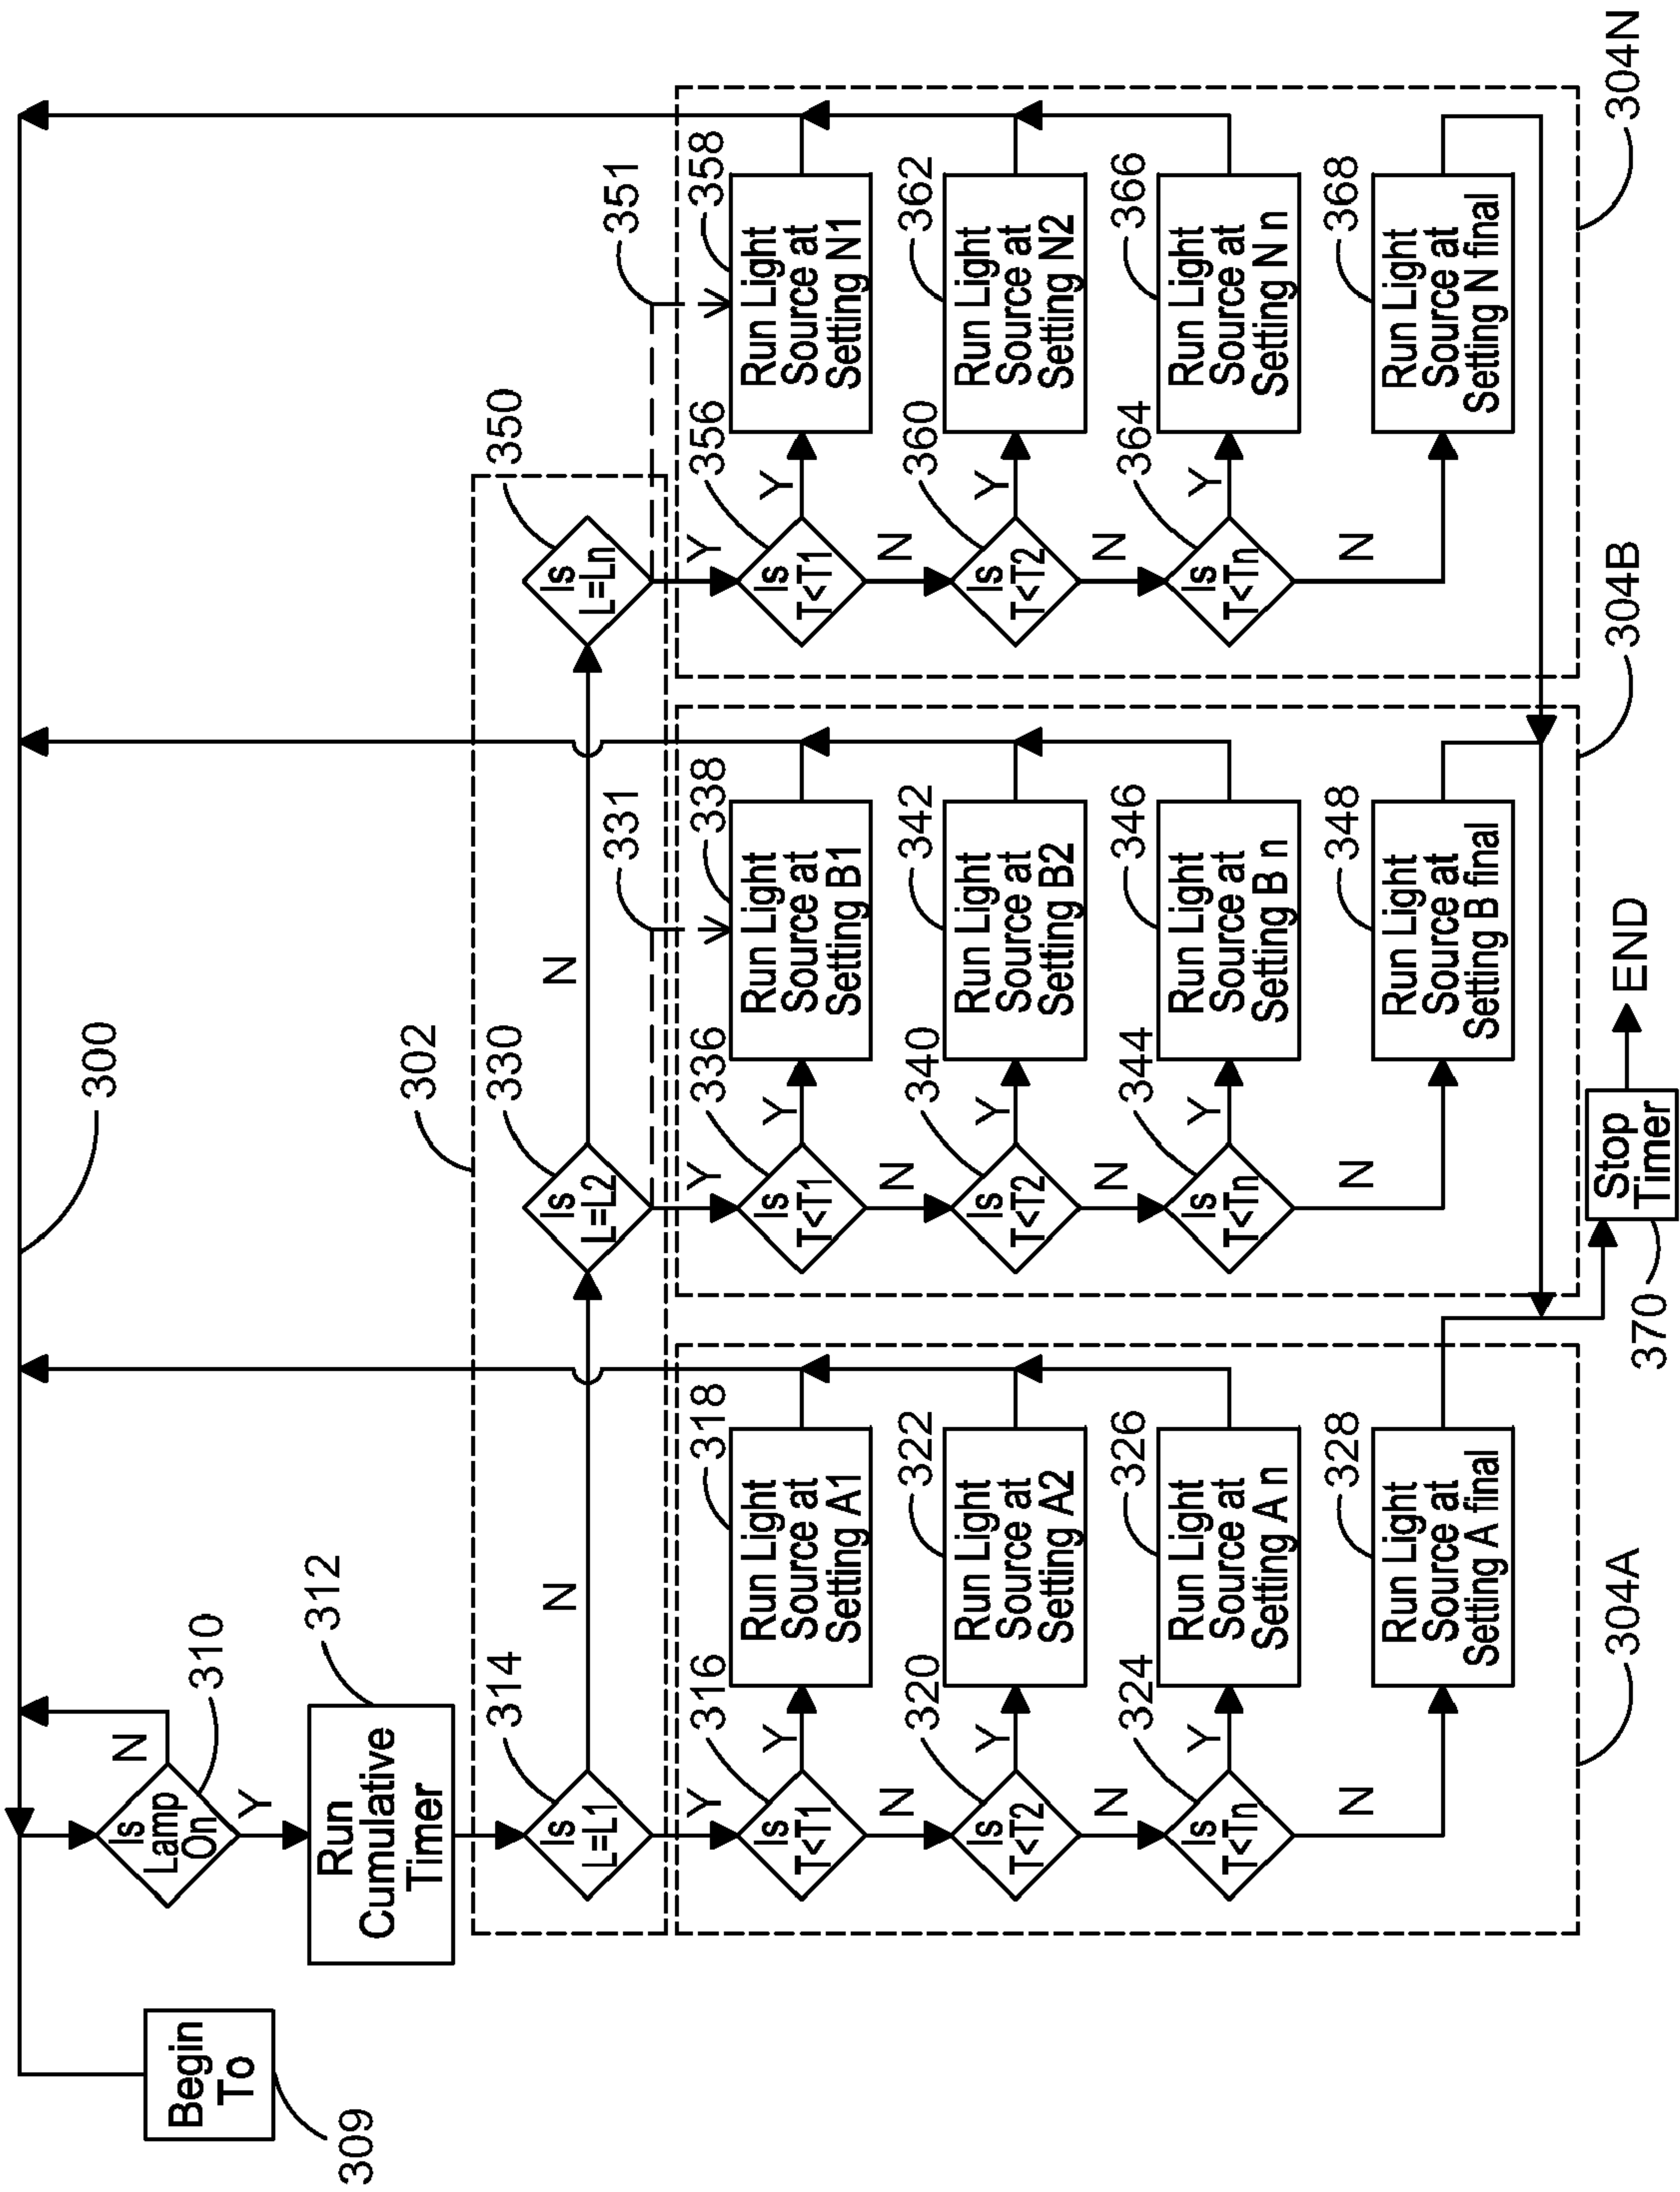 300
Begin
To
309
Is
Lamp
On
N
310
Y
Run
Cumulative
Timer
312
302
Is
L=L1
314
N
Is
L=L2
330
N
Is
L=Ln
350
Y
Y
331
Y
351
Is
T<T1
316
Y
Run Light
Source at
Setting A1
318
Is
T<T1
336
Y
Run Light
Source at
Setting B1
338
Is
T<T1
356
Y
Run Light
Source at
Setting N1
358
N
N
N
Is
T<T2
320
Y
Run Light
Source at
Setting A2
322
Is
T<T2
340
Y
Run Light
Source at
Setting B2
342
Is
T<T2
360
Y
Run Light
Source at
Setting N2
362
N
N
N
Is
T<Tn
324
Y
Run Light
Source at
Setting A n
326
Is
T<Tn
344
Y
Run Light
Source at
Setting B n
346
Is
T<Tn
364
Y
Run Light
Source at
Setting N n
366
N
Run Light
Source at
Setting A final
328
N
Run Light
Source at
Setting B final
348
N
Run Light
Source at
Setting N final
368
304A
304B
304N
370
Stop
Timer
END